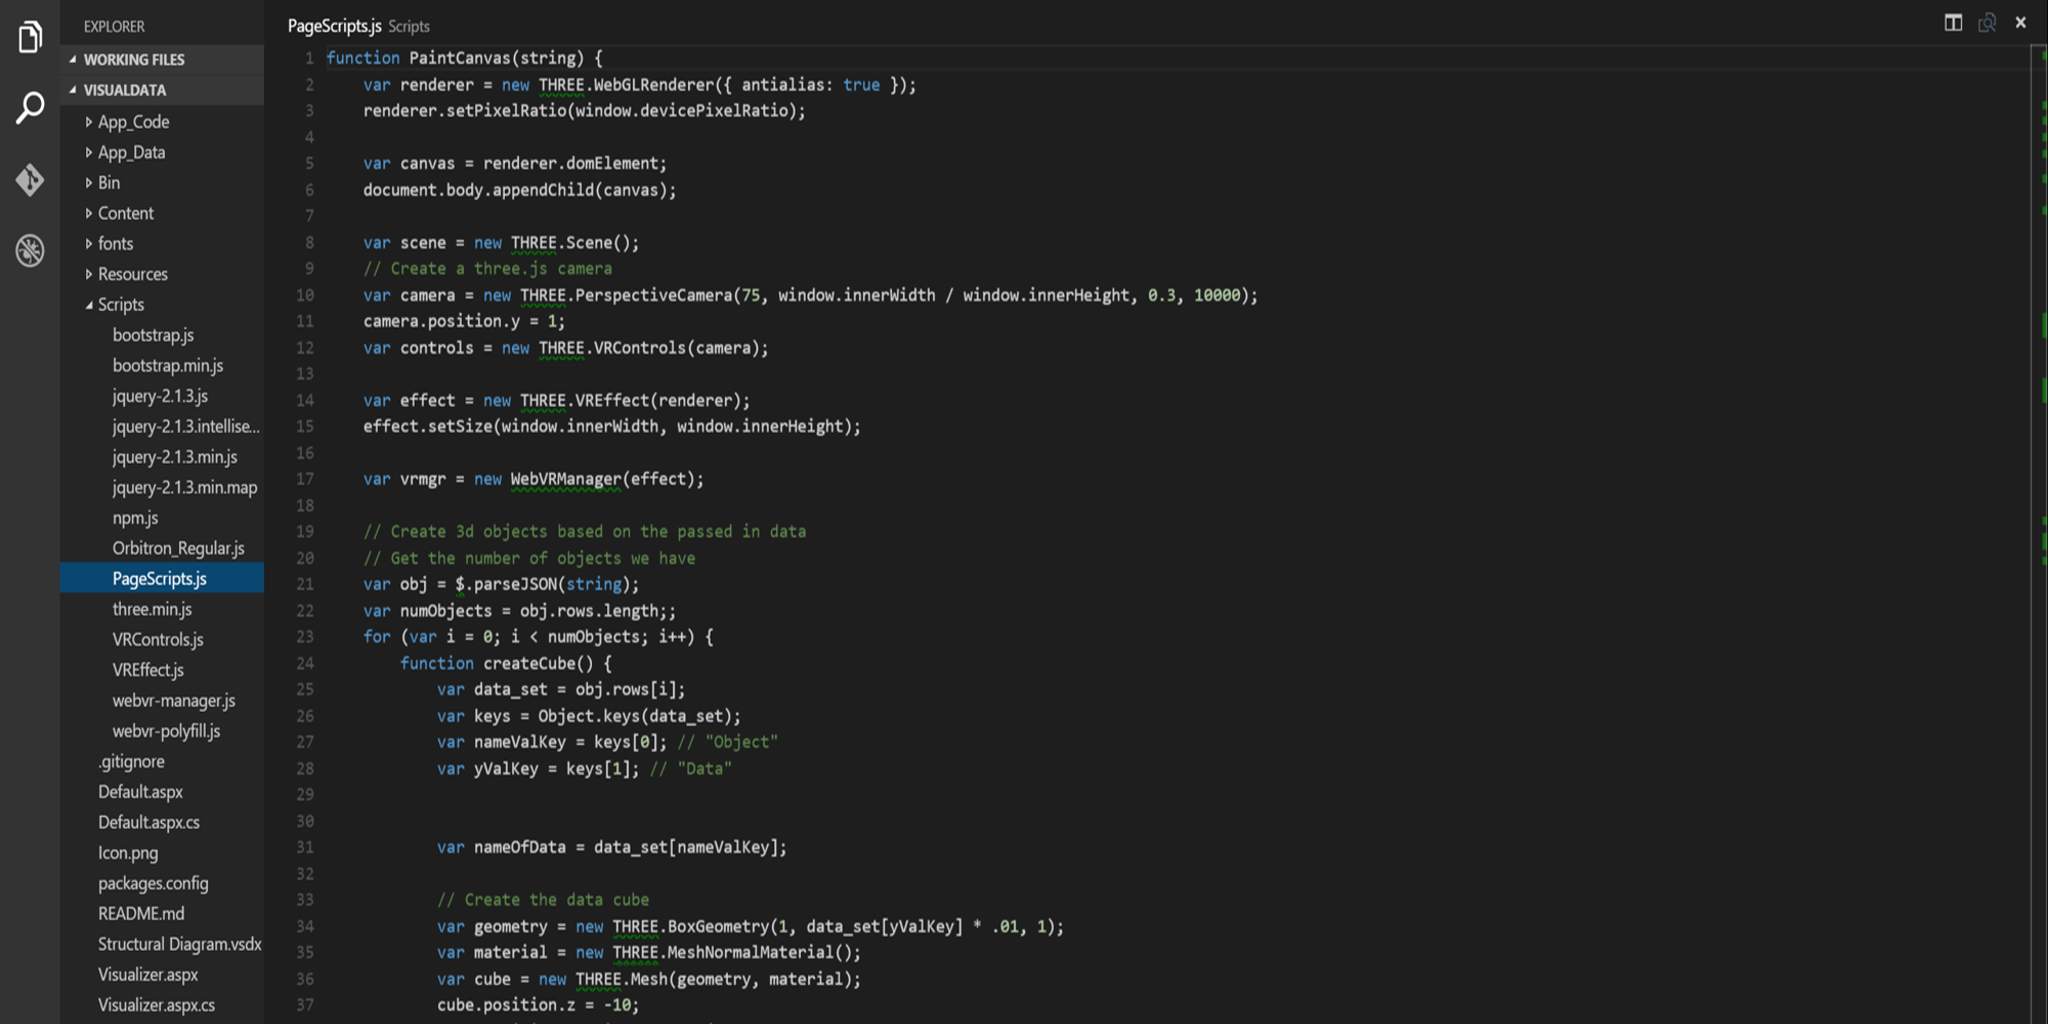 EXPLORER
WORKING FILES
VISUALDATA
App_Code
App_Data
Bin
Content
fonts
Resources
Scripts
bootstrap.js
bootstrap.min.js
jquery-2.1.3.js
jquery-2.1.3.intellise...
jquery-2.1.3.min.js
jquery-2.1.3.min.map
npm.js
Orbitron_Regular.js
PageScripts.js
three.min.js
VRControls.js
VREffect.js
webvr-manager.js
webvr-polyfill.js
.gitignore
Default.aspx
Default.aspx.cs
Icon.png
packages.config
README.md
Structural Diagram.vsdx
Visualizer.aspx
Visualizer.aspx.cs
PageScripts.js Scripts
1 function PaintCanvas(string) {
2     var renderer = new THREE.WebGLRenderer({ antialias: true });
3     renderer.setPixelRatio(window.devicePixelRatio);
4
5     var canvas = renderer.domElement;
6     document.body.appendChild(canvas);
7
8     var scene = new THREE.Scene();
9     // Create a three.js camera
10     var camera = new THREE.PerspectiveCamera(75, window.innerWidth / window.innerHeight, 0.3, 10000);
11     camera.position.y = 1;
12     var controls = new THREE.VRControls(camera);
13
14     var effect = new THREE.VREffect(renderer);
15     effect.setSize(window.innerWidth, window.innerHeight);
16
17     var vrmgr = new WebVRManager(effect);
18
19     // Create 3d objects based on the passed in data
20     // Get the number of objects we have
21     var obj = $.parseJSON(string);
22     var numObjects = obj.rows.length;;
23     for (var i = 0; i < numObjects; i++) {
24         function createCube() {
25             var data_set = obj.rows[i];
26             var keys = Object.keys(data_set);
27             var nameValKey = keys[0]; // "Object"
28             var yValKey = keys[1]; // "Data"
29
30
31             var nameOfData = data_set[nameValKey];
32
33             // Create the data cube
34             var geometry = new THREE.BoxGeometry(1, data_set[yValKey] * .01, 1);
35             var material = new THREE.MeshNormalMaterial();
36             var cube = new THREE.Mesh(geometry, material);
37             cube.position.z = -10;